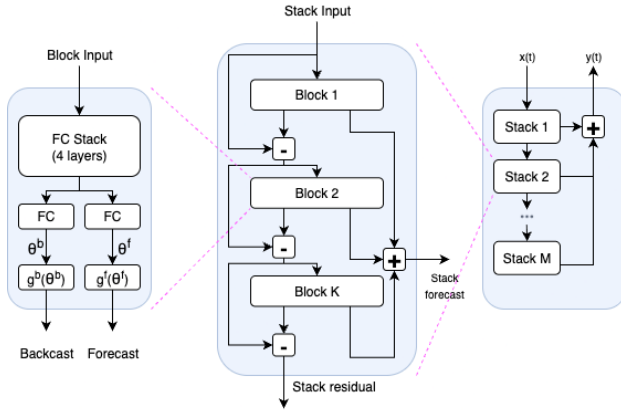 Block Input
FC Stack
(4 layers)
FC
FC
θᵇ
θᶠ
gᵇ(θᵇ)
gᶠ(θᶠ)
Backcast
Forecast
Stack Input
Block 1
-
Block 2
-
+
Stack
forecast
Block K
-
Stack residual
x(t)
y(t)
Stack 1
+
Stack 2
...
Stack M